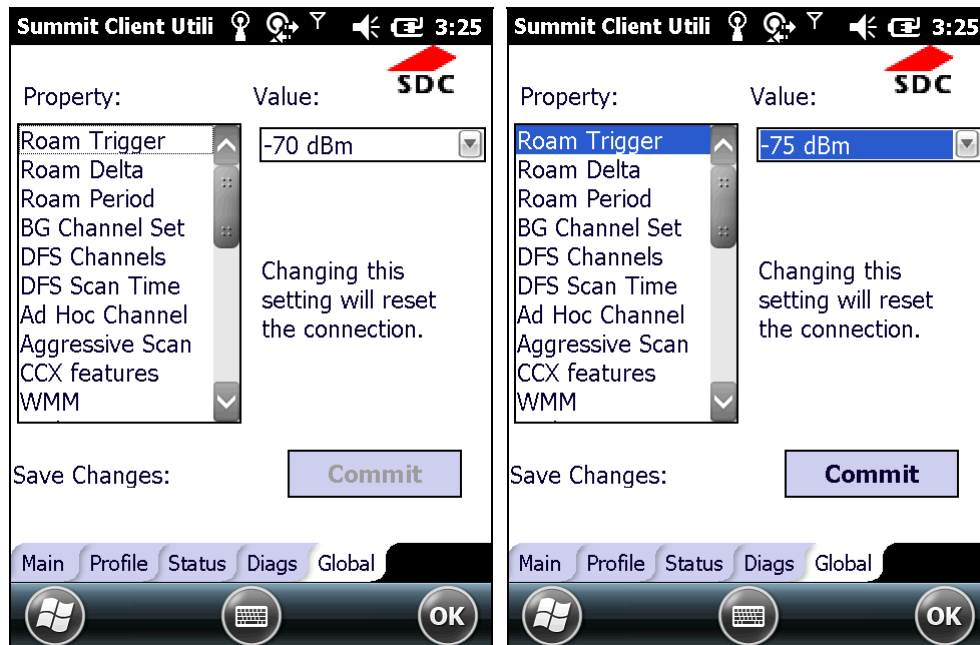 Summit Client Utili 3:25
SDC
Property: Value:
Roam Trigger -70 dBm
Roam Delta
Roam Period
BG Channel Set
DFS Channels
DFS Scan Time
Ad Hoc Channel
Aggressive Scan
CCX features
WMM
Changing this
setting will reset
the connection.
Save Changes: Commit
Main Profile Status Diags Global
OK
Summit Client Utili 3:25
SDC
Property: Value:
Roam Trigger -75 dBm
Roam Delta
Roam Period
BG Channel Set
DFS Channels
DFS Scan Time
Ad Hoc Channel
Aggressive Scan
CCX features
WMM
Changing this
setting will reset
the connection.
Save Changes: Commit
Main Profile Status Diags Global
OK